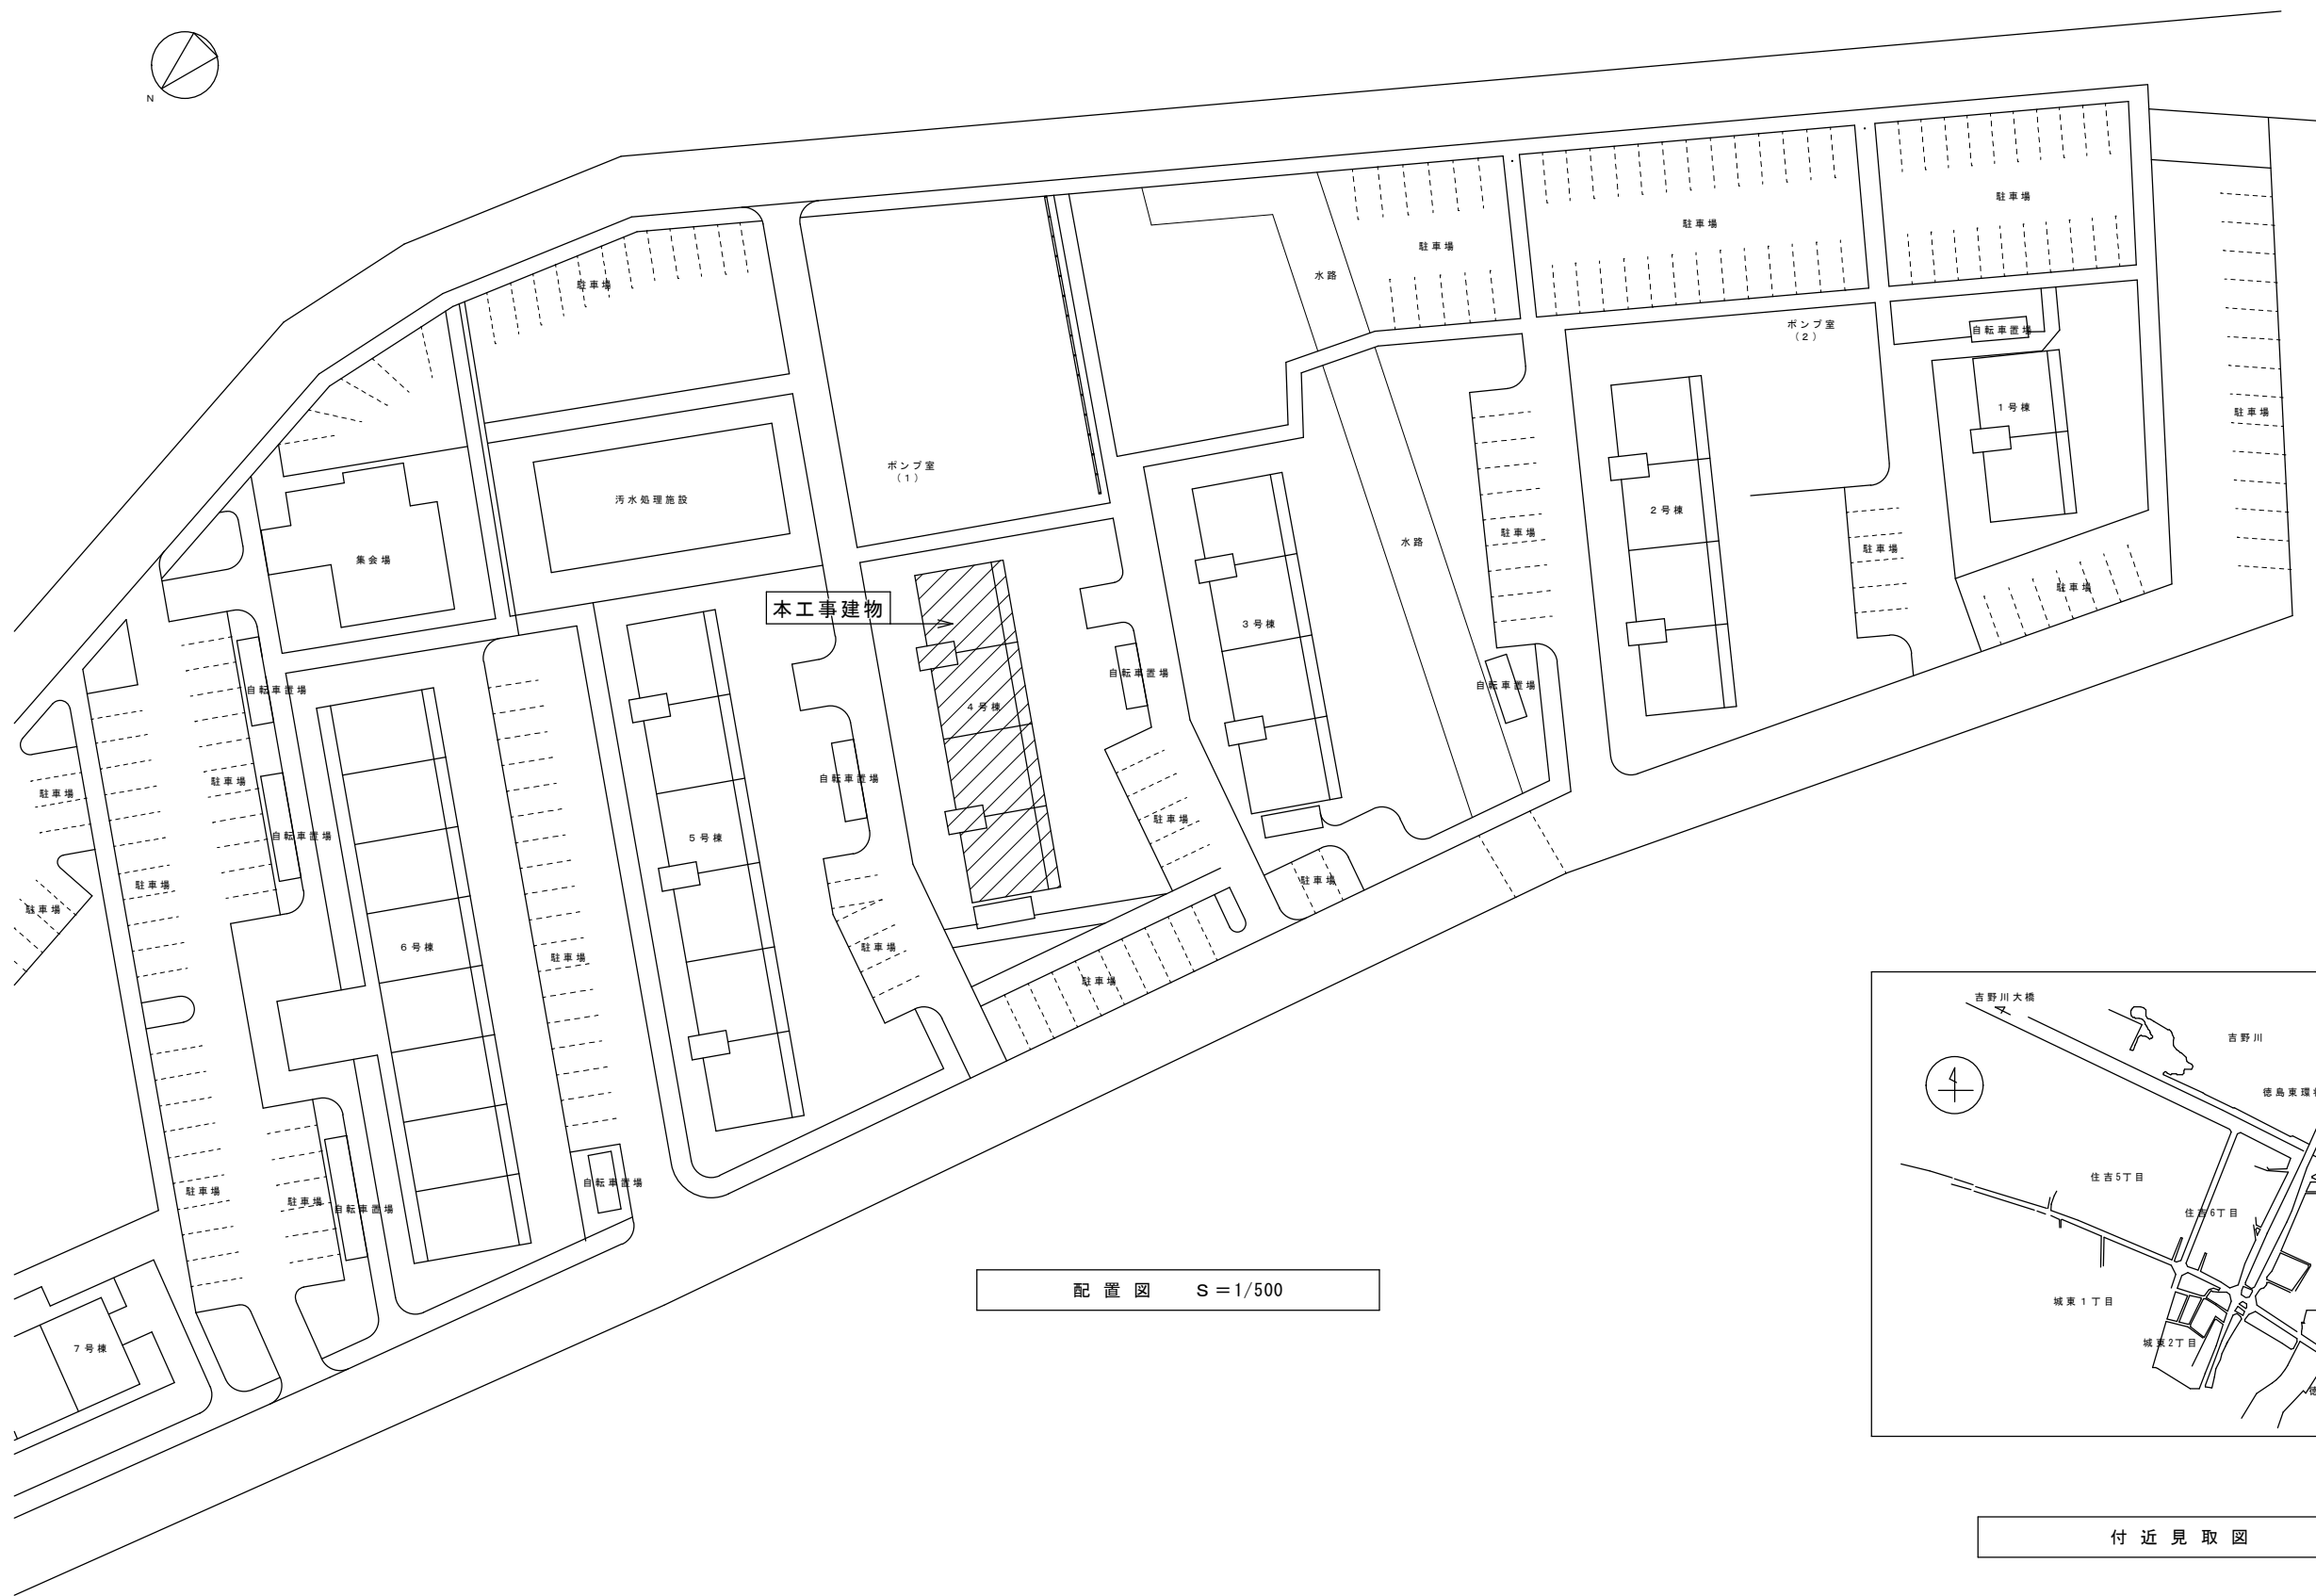 N
駐車場
駐車場
駐車場
駐車場
水路
ポンプ室
(2)
自転車置場
1号棟
駐車場
ポンプ室
(1)
汚水処理施設
集会場
2号棟
水路
駐車場
駐車場
駐車場
本工事建物
3号棟
自転車置場
自転車置場
自転車置場
4号棟
駐車場
駐車場
自転車置場
駐車場
自転車置場
5号棟
駐車場
駐車場
駐車場
駐車場
6号棟
駐車場
駐車場
駐車場
自転車置場
駐車場
駐車場
自転車置場
7号棟
配置図 S=1/500
吉野川大橋
吉野川
徳島東環
住吉5丁目
住吉6丁目
城東1丁目
城東2丁目
徳
付近見取図